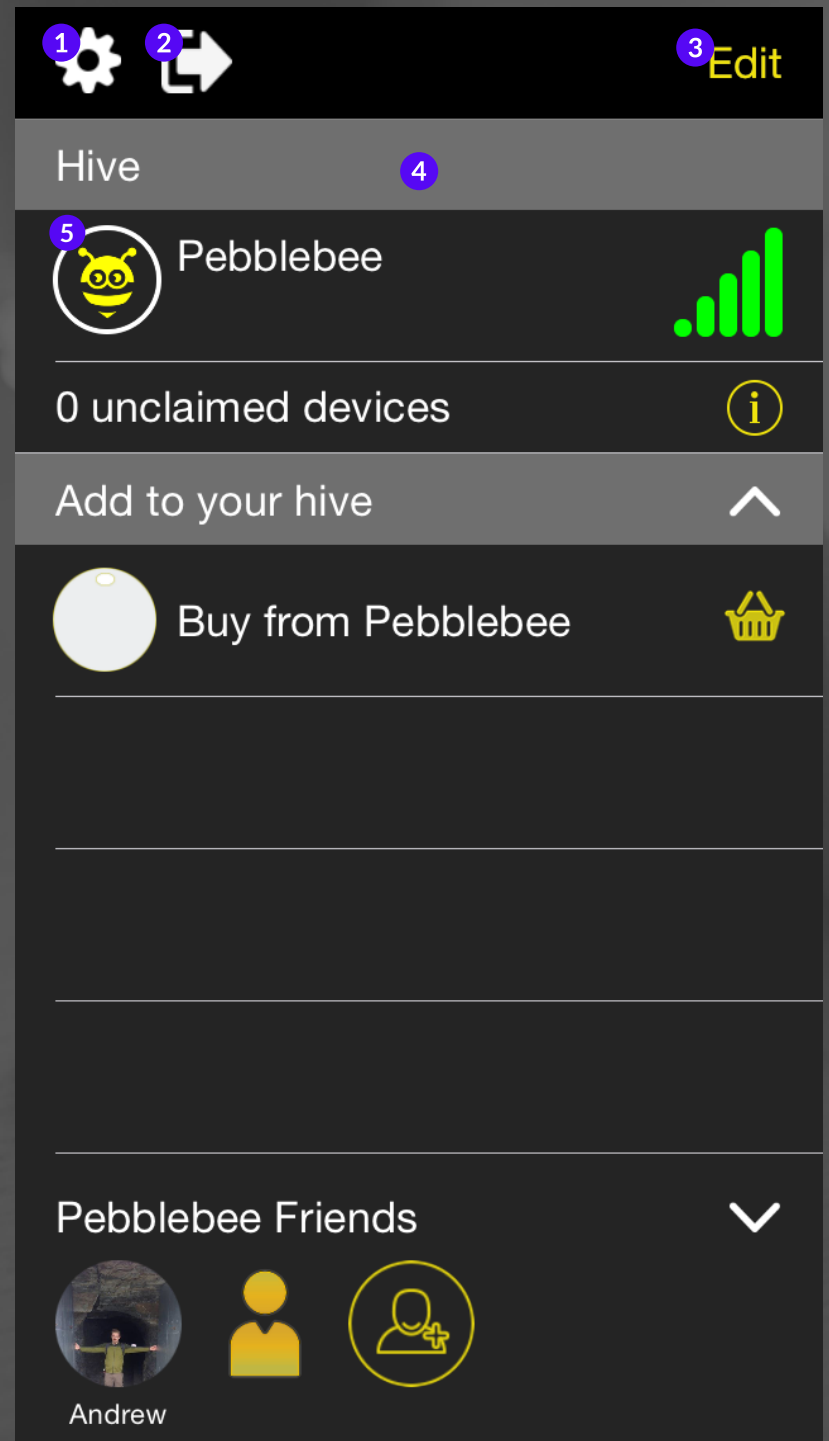 1 2 3 Edit
Hive 4
5 Pebblebee
0 unclaimed devices i
Add to your hive
Buy from Pebblebee
Pebblebee Friends
Andrew